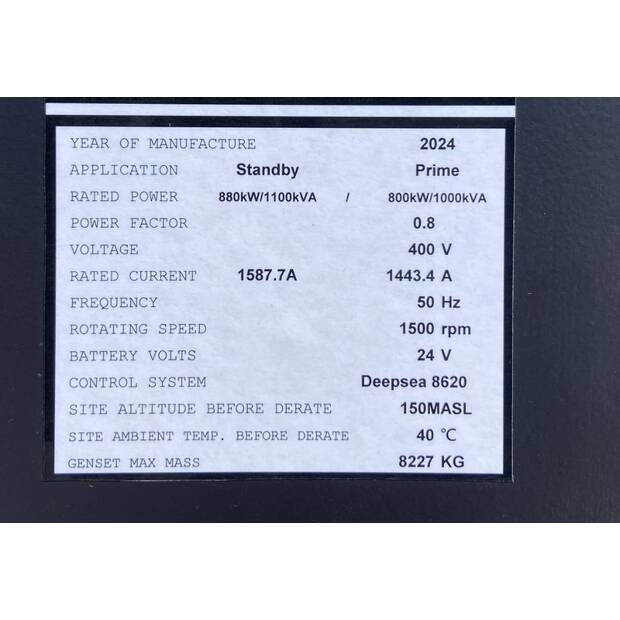 YEAR OF MANUFACTURE 2024
APPLICATION Standby Prime
RATED POWER 880kW/1100kVA / 800kW/1000kVA
POWER FACTOR 0.8
VOLTAGE 400 V
RATED CURRENT 1587.7A 1443.4 A
FREQUENCY 50 Hz
ROTATING SPEED 1500 rpm
BATTERY VOLTS 24 V
CONTROL SYSTEM Deepsea 8620
SITE ALTITUDE BEFORE DERATE 150MASL
SITE AMBIENT TEMP. BEFORE DERATE 40 ℃
GENSET MAX MASS 8227 KG